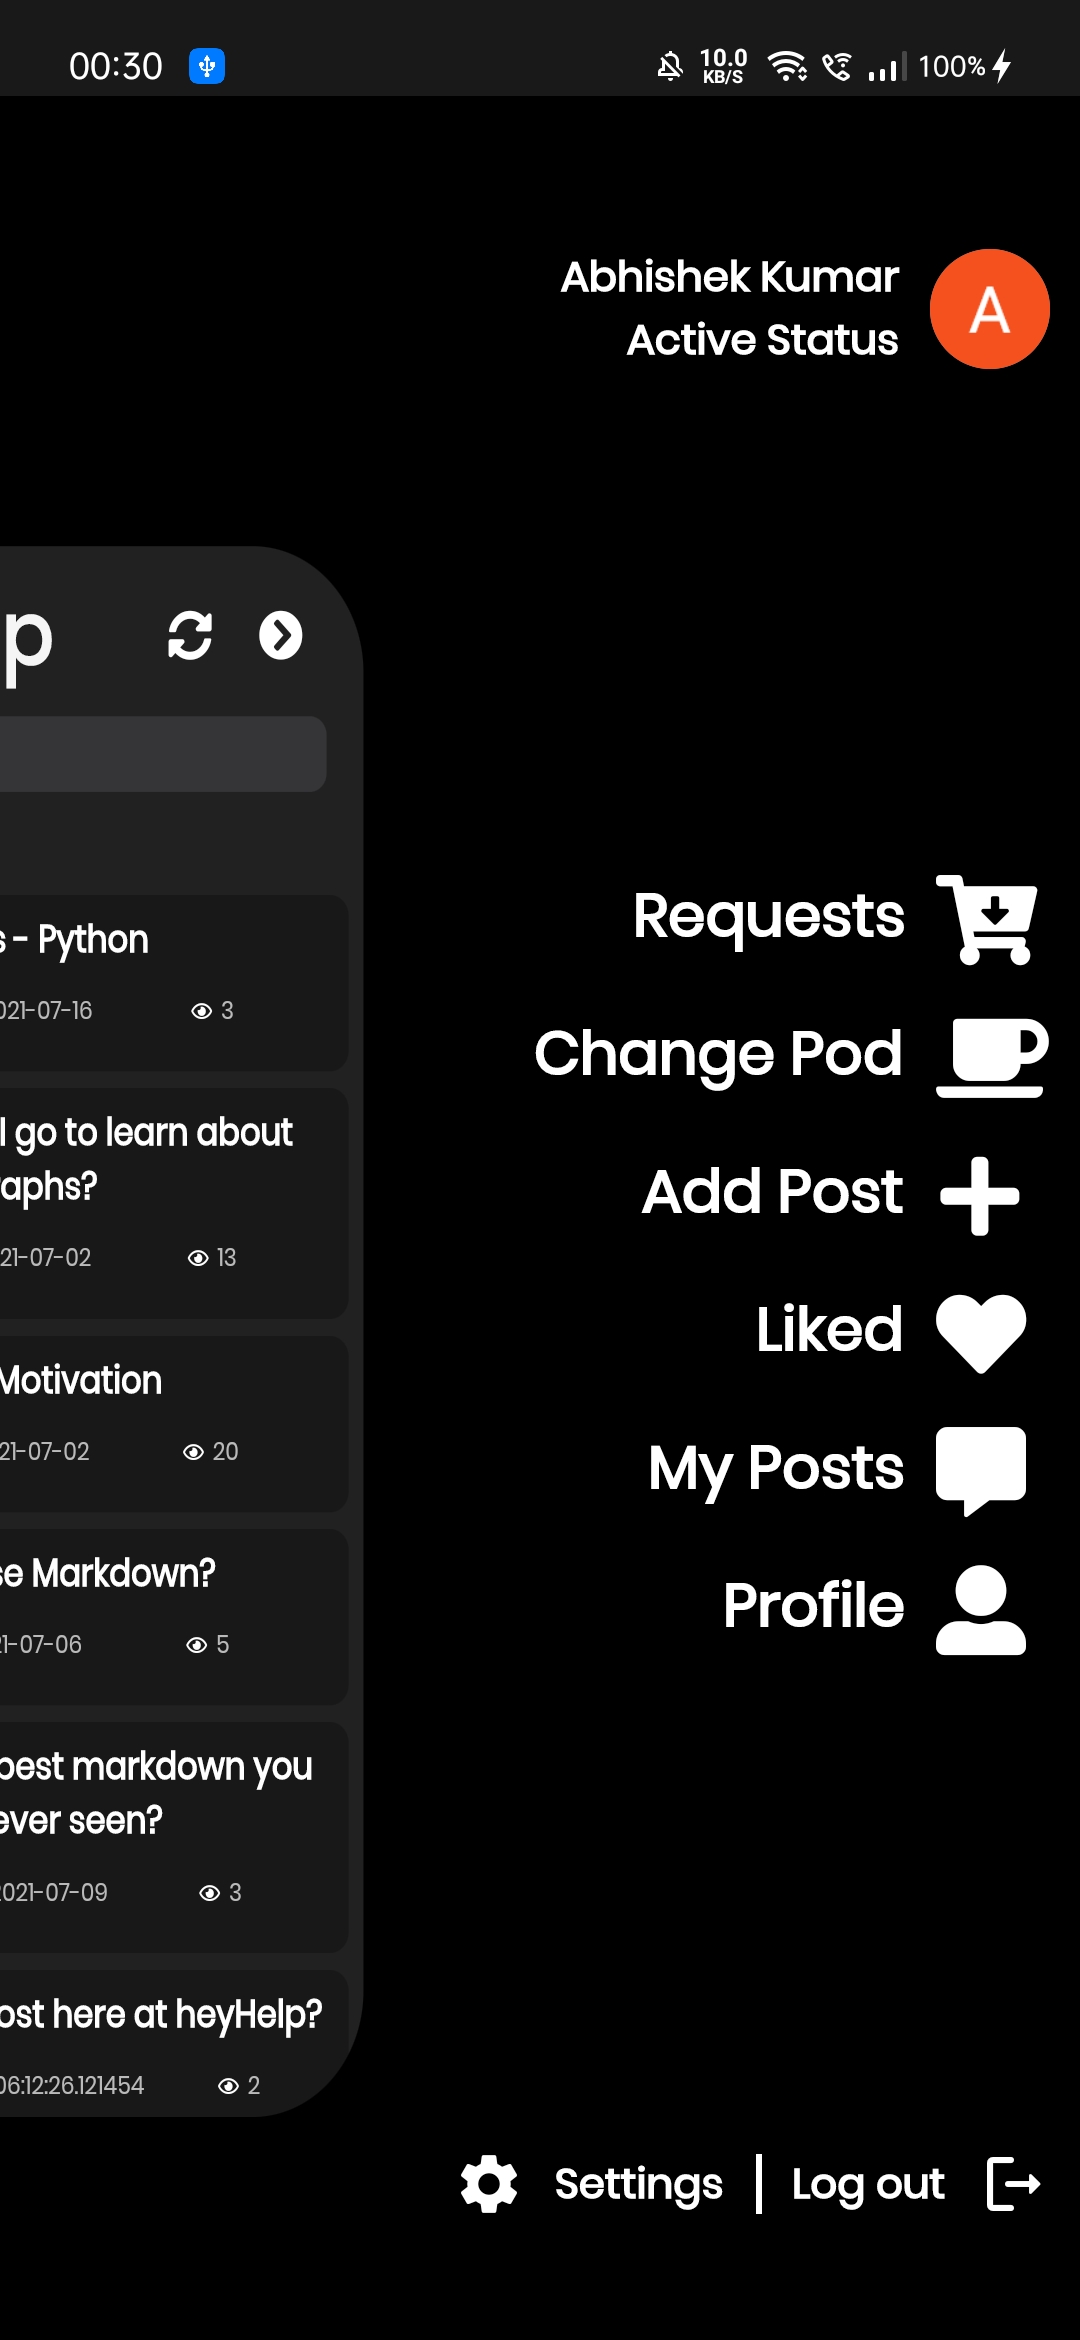 00:30
10.0
KB/S
100%
Abhishek Kumar
A
Active Status
p
s - Python
021-07-16
3
I go to learn about
aphs?
21-07-02
13
Motivation
21-07-02
20
se Markdown?
1-07-06
5
best markdown you
ever seen?
2021-07-09
3
ost here at heyHelp?
06:12:26.121454
2
Requests
Change Pod
Add Post
Liked
My Posts
Profile
Settings
Log out